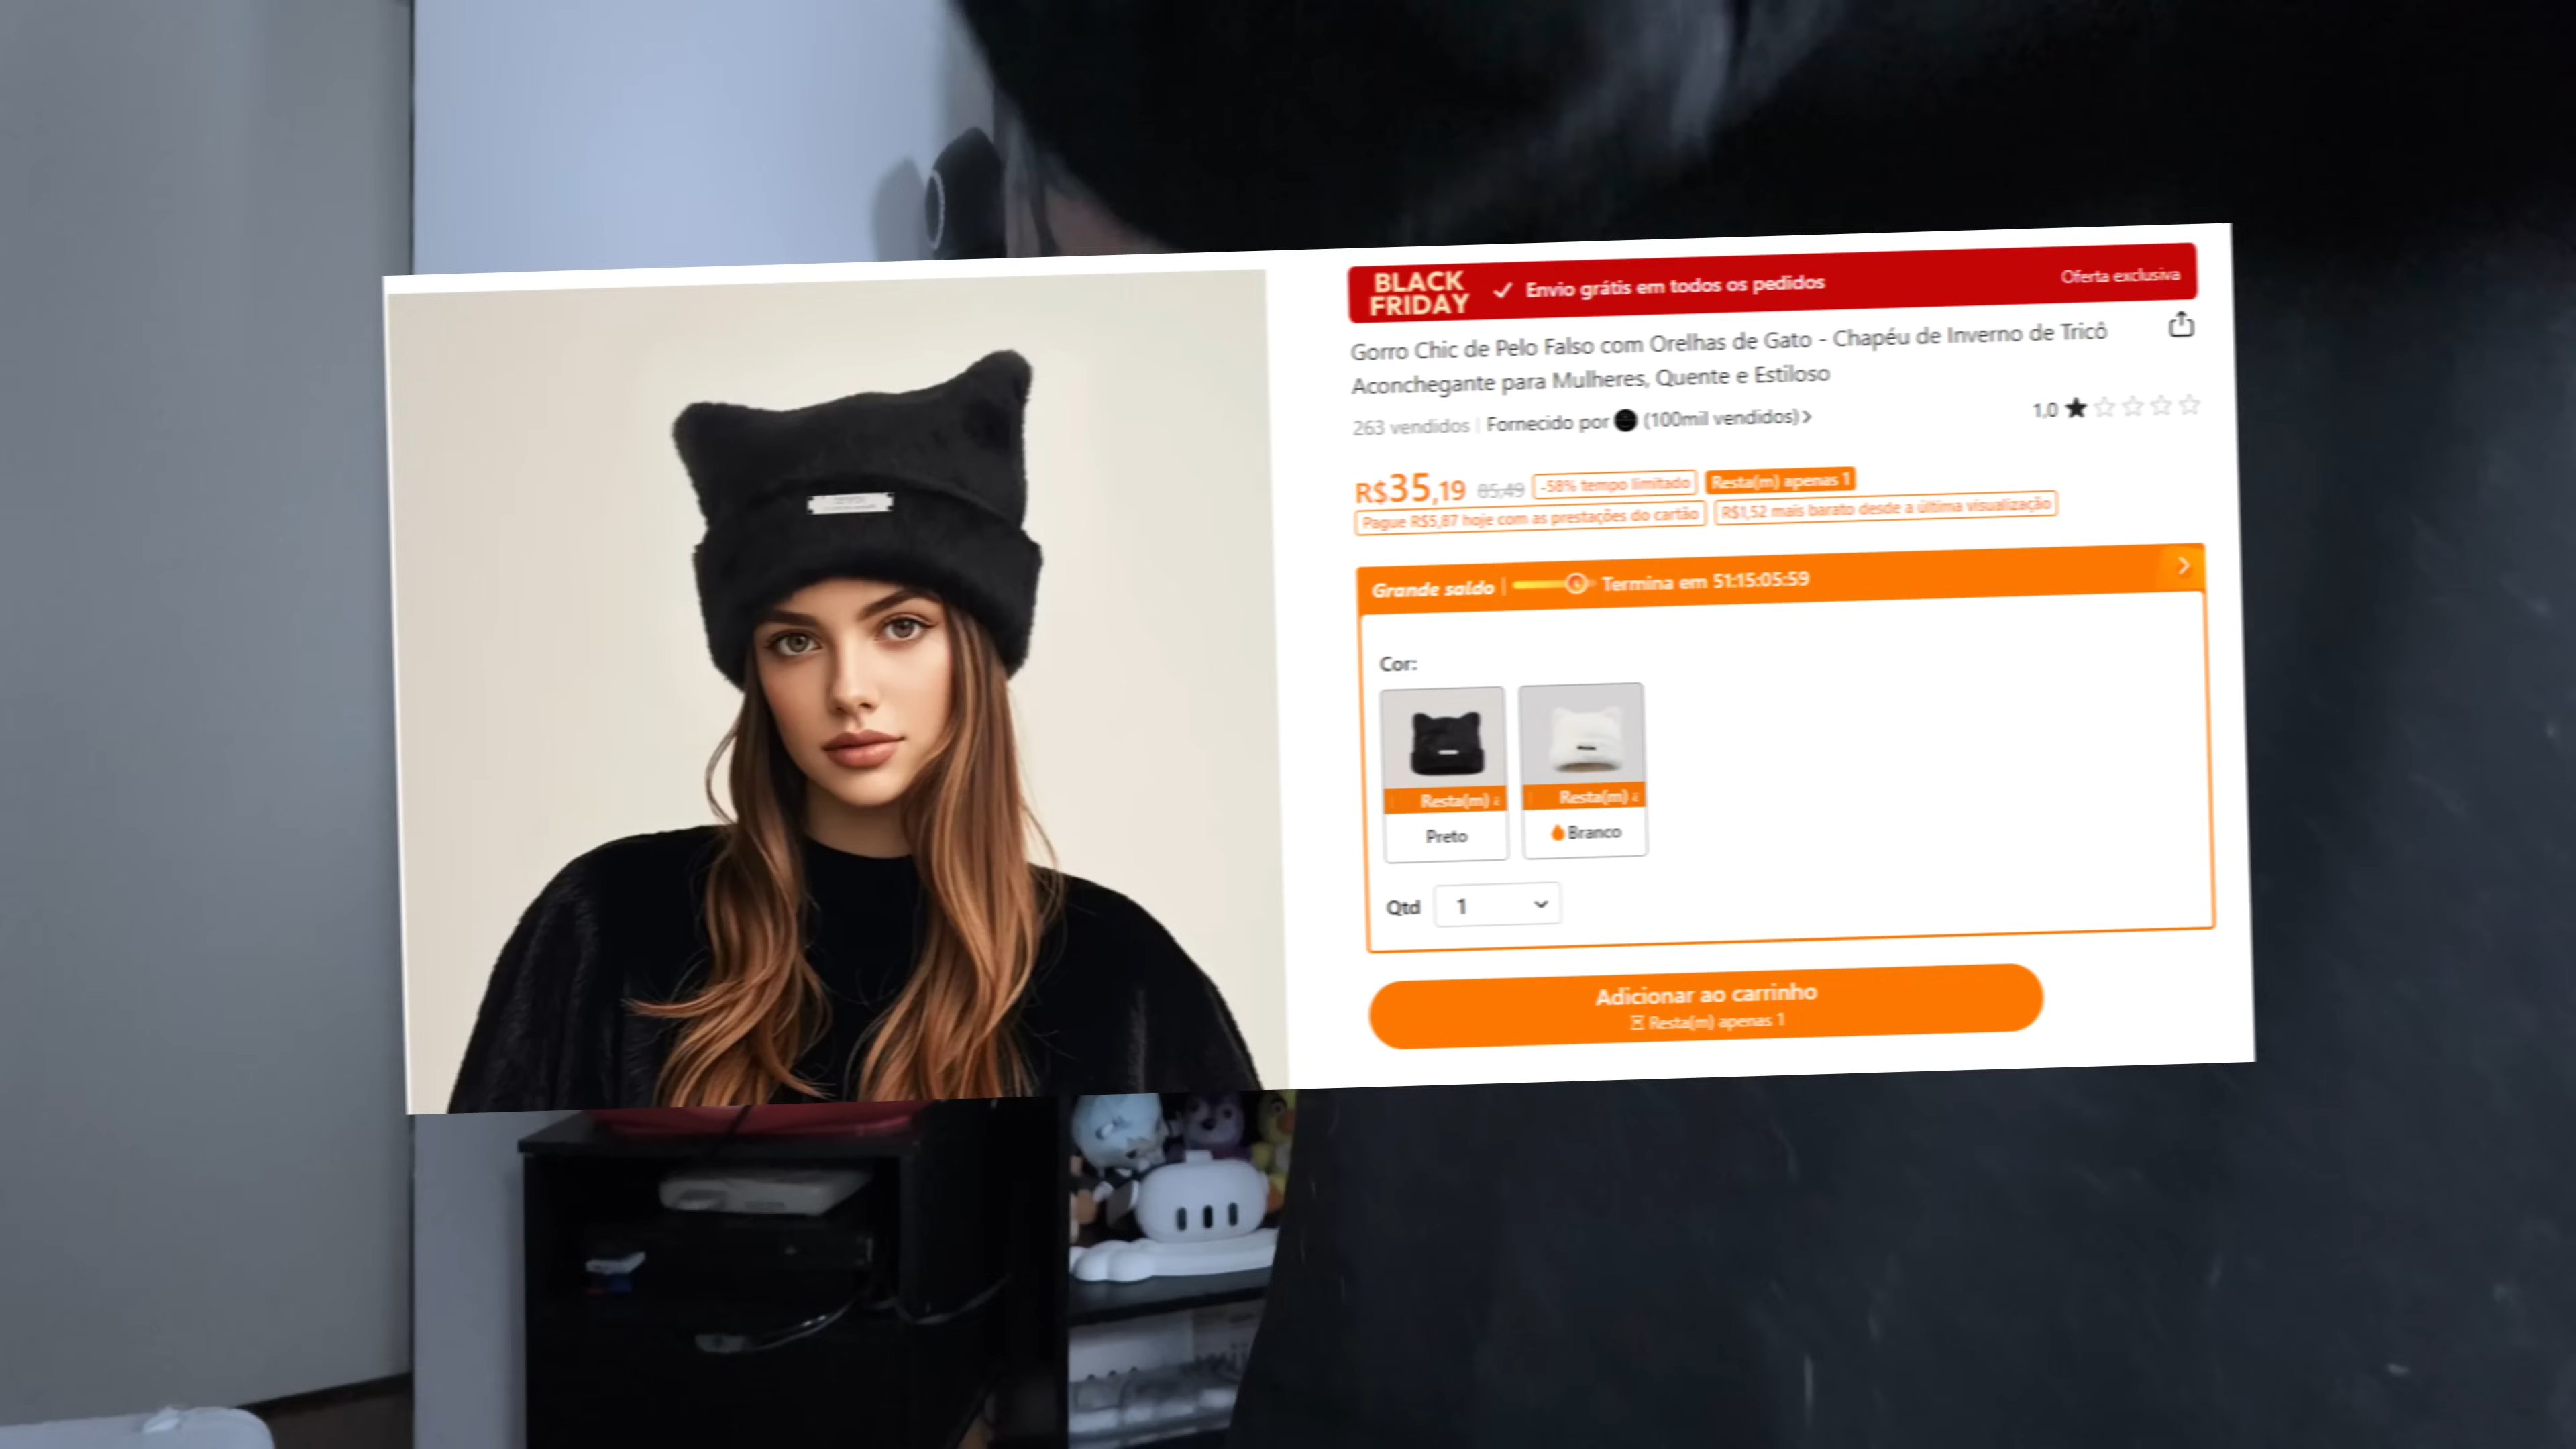 BLACK
FRIDAY
Envio grátis em todos os pedidos
Oferta exclusiva
Gorro Chic de Pelo Falso com Orelhas de Gato - Chapéu de Inverno de Tricô
Aconchegante para Mulheres, Quente e Estiloso
263 vendidos | Fornecido por (100mil vendidos)
1,0
R$35,19 85,49 -58% tempo limitado Resta(m) apenas 1
Pague R$5,87 hoje com as prestações do cartão R$1,52 mais barato desde a última visualização
Grande saldo | Termina em 51:15:05:59
Cor:
Resta(m) a Resta(m) a
Preto Branco
Qtd 1
Adicionar ao carrinho
Resta(m) apenas 1